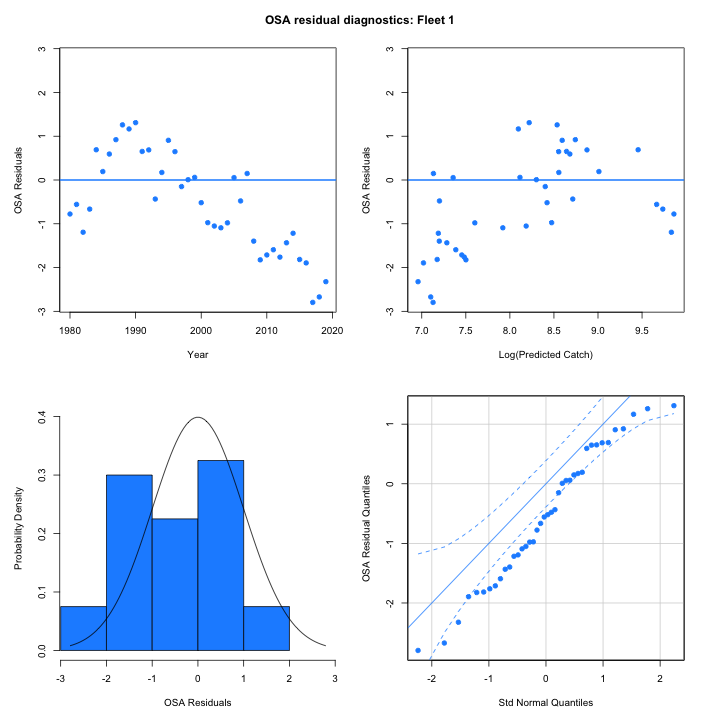 OSA residual diagnostics: Fleet 1
3
2
1
0
-1
-2
-3
OSA Residuals
1980 1990 2000 2010 2020
Year
3
2
1
0
-1
-2
-3
OSA Residuals
7.0 7.5 8.0 8.5 9.0 9.5
Log(Predicted Catch)
0.4
0.3
0.2
0.1
0.0
Probability Density
-3 -2 -1 0 1 2 3
OSA Residuals
1
0
-1
-2
OSA Residual Quantiles
-2 -1 0 1 2
Std Normal Quantiles